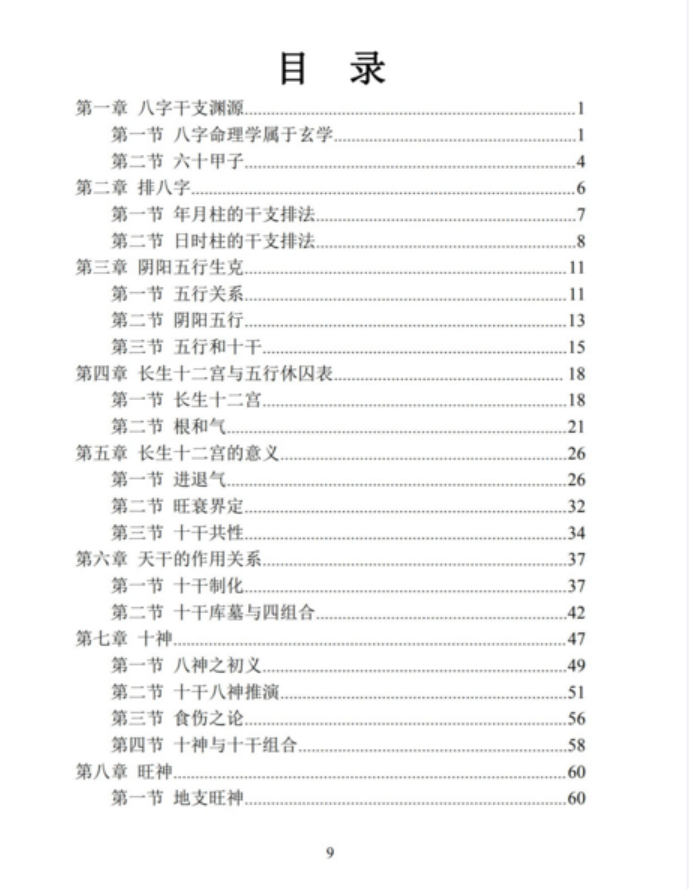 目 录
第一章 八字干支渊源........1
第一节 八字命理学属于玄学........1
第二节 六十甲子........4
第二章 排八字........6
第一节 年月柱的干支排法........7
第二节 日时柱的干支排法........8
第三章 阴阳五行生克........11
第一节 五行关系........11
第二节 阴阳五行........13
第三节 五行和十干........15
第四章 长生十二宫与五行休囚表........ 18
第一节 长生十二宫........18
第二节 根和气........21
第五章 长生十二宫的意义........26
第一节 进退气........26
第二节 旺衰界定........32
第三节 十干共性........34
第六章 天干的作用关系........37
第一节 十干制化........37
第二节 十干库墓与四组合........42
第七章 十神........47
第一节 八神之初义........49
第二节 十干八神推演........51
第三节 食伤之论........56
第四节 十神与十干组合........58
第八章 旺神........60
第一节 地支旺神........60
9